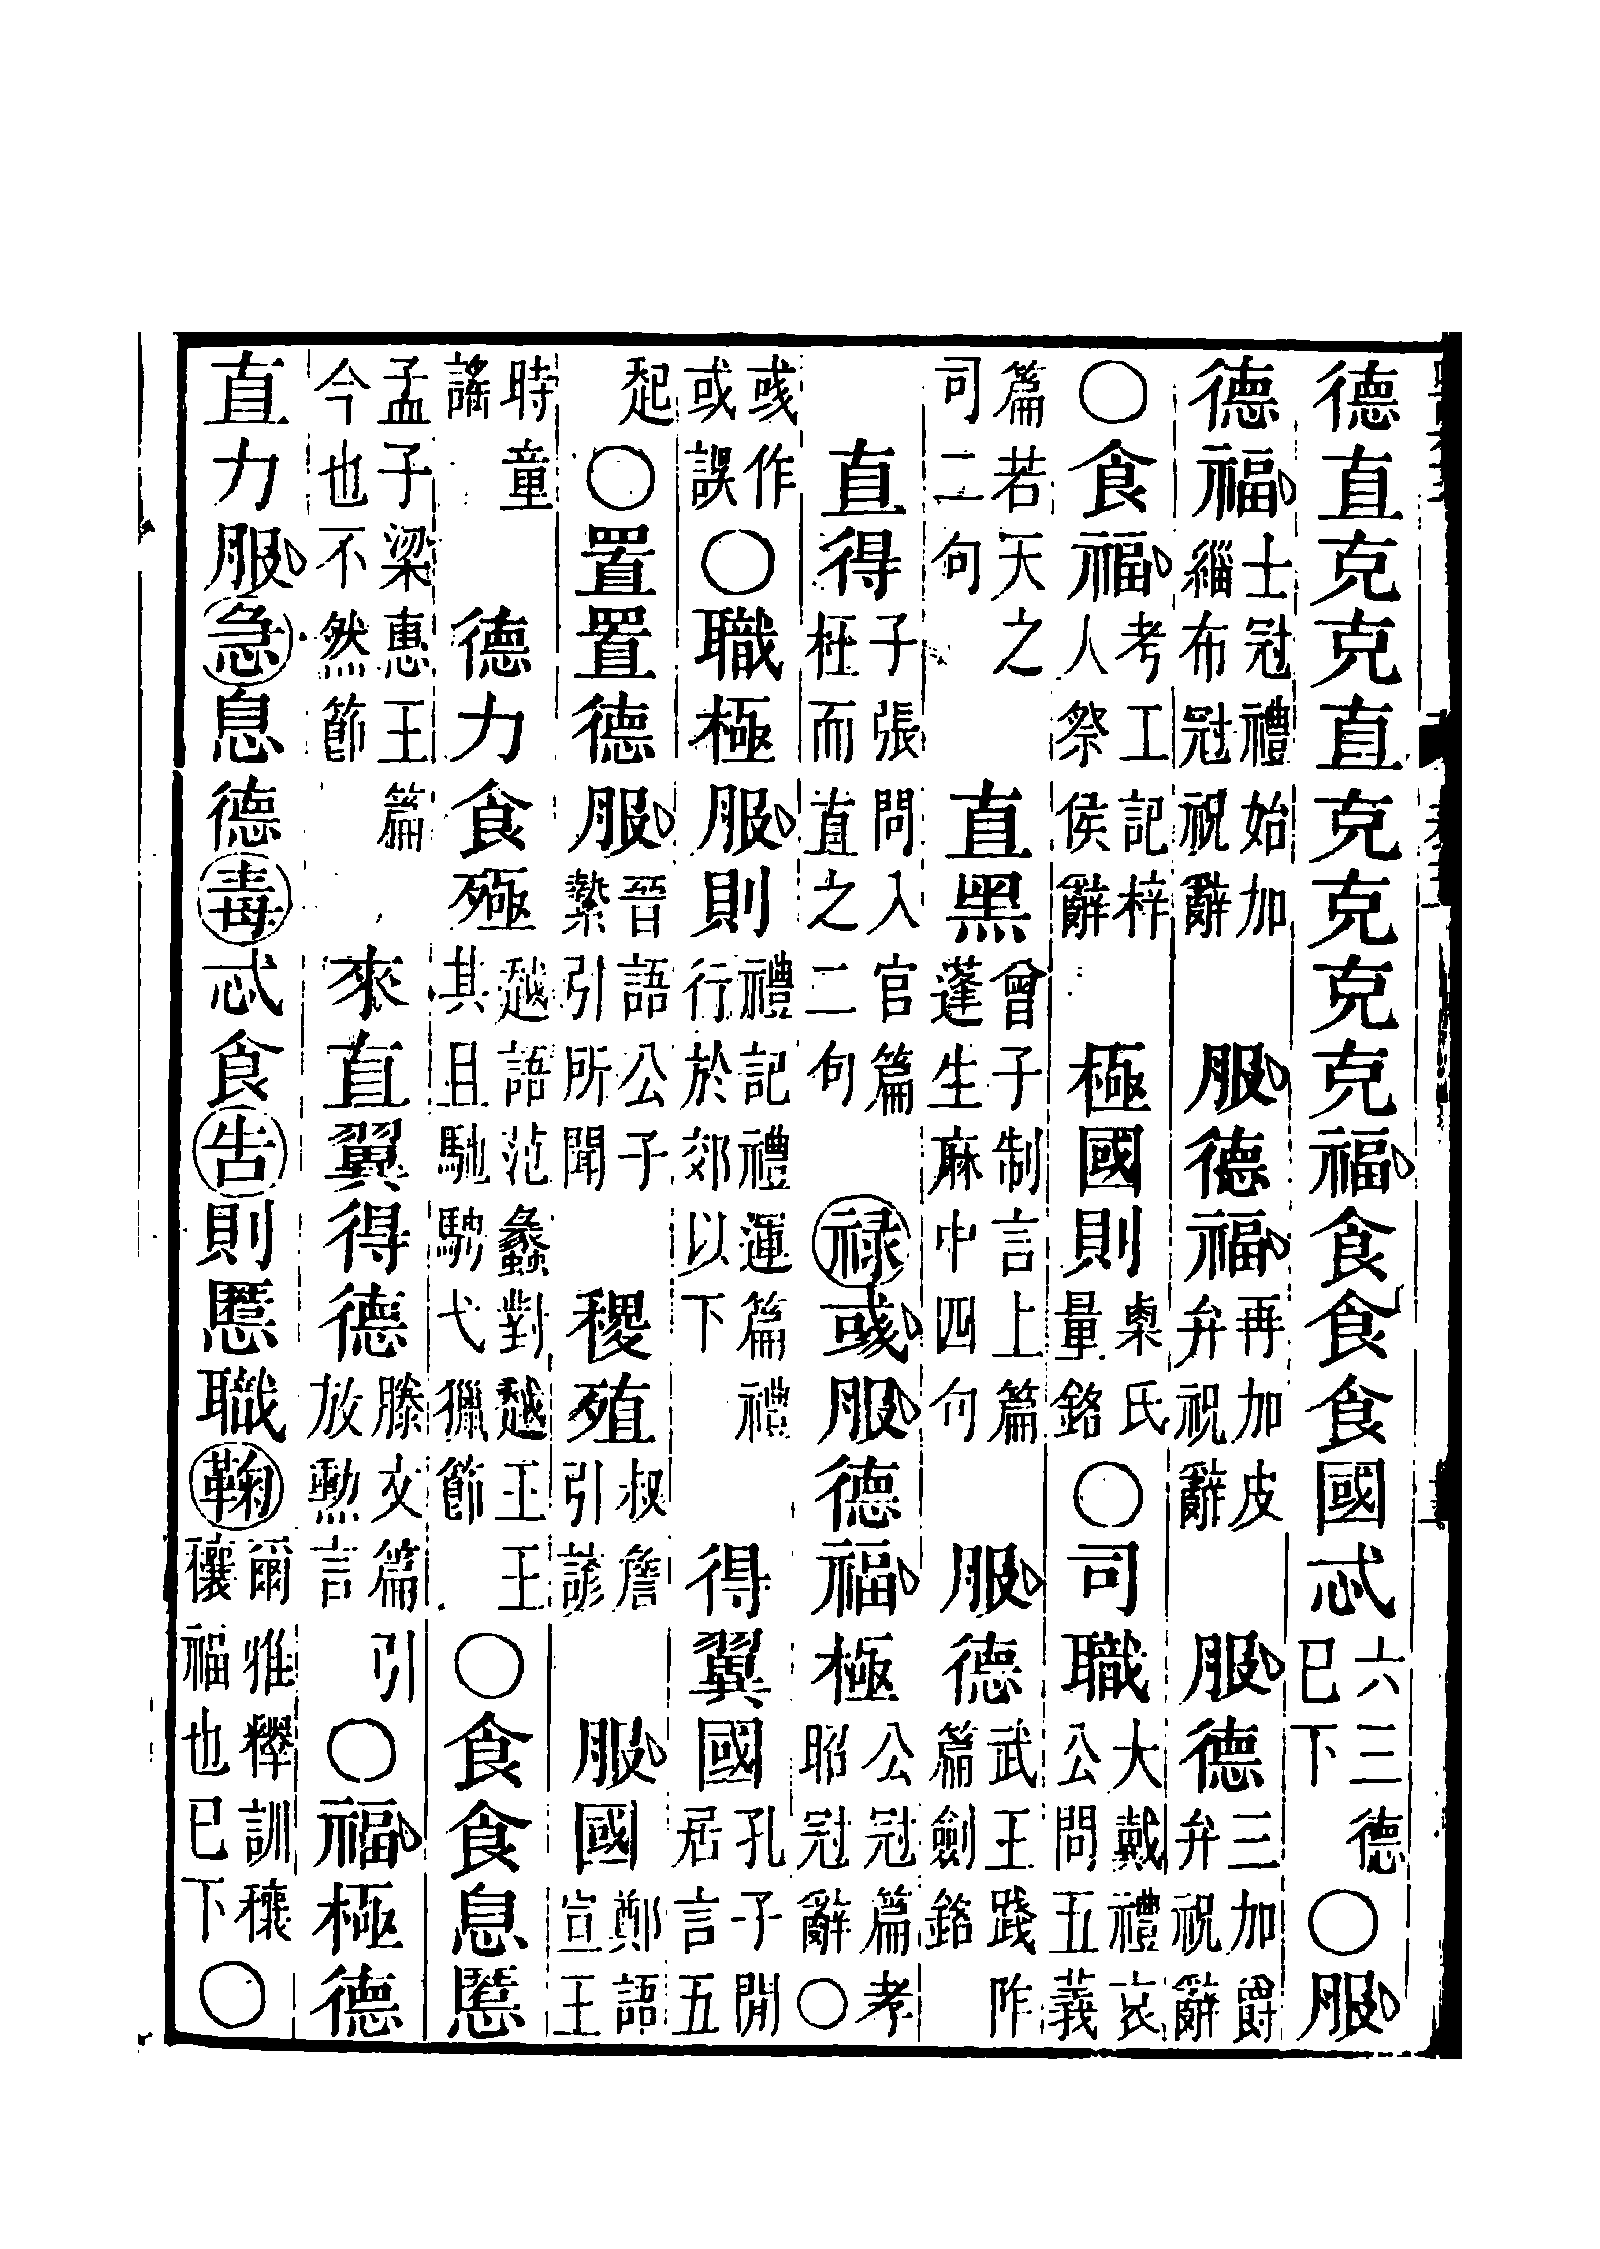 德直克克直克克克克福食食食國忒六三德巳下○服
德福士冠禮始加緇布冠祝辭服德福再加皮弁祝辭服德三加爵弁祝辭
○食福考工記梓人祭侯辭極國則㮚氏量銘○司職大戴禮哀公問五義
篇若天之司二句直黑曾子制言上篇蓬生麻中四句服德武王踐阼篇劍銘
直得子張問入官篇枉而直之二句禄彧服德福極公冠篇孝昭冠辭○
彧作或誤○職極服則禮記禮運篇禮行於郊以下得翼國孔子閒居言五
起○置置德服晉語公子縶引所聞稷殖叔詹引諺服國鄭語宣王
時童謠德力食殛越語范蠡對越王王其且馳騁弋獵節○食食息慝
孟子梁惠王篇今也不然節來直翼得德滕文篇引放勲言○福極德
直力服急息德毒忒食告則慝職鞠爾雅釋訓穰穰福也巳下○